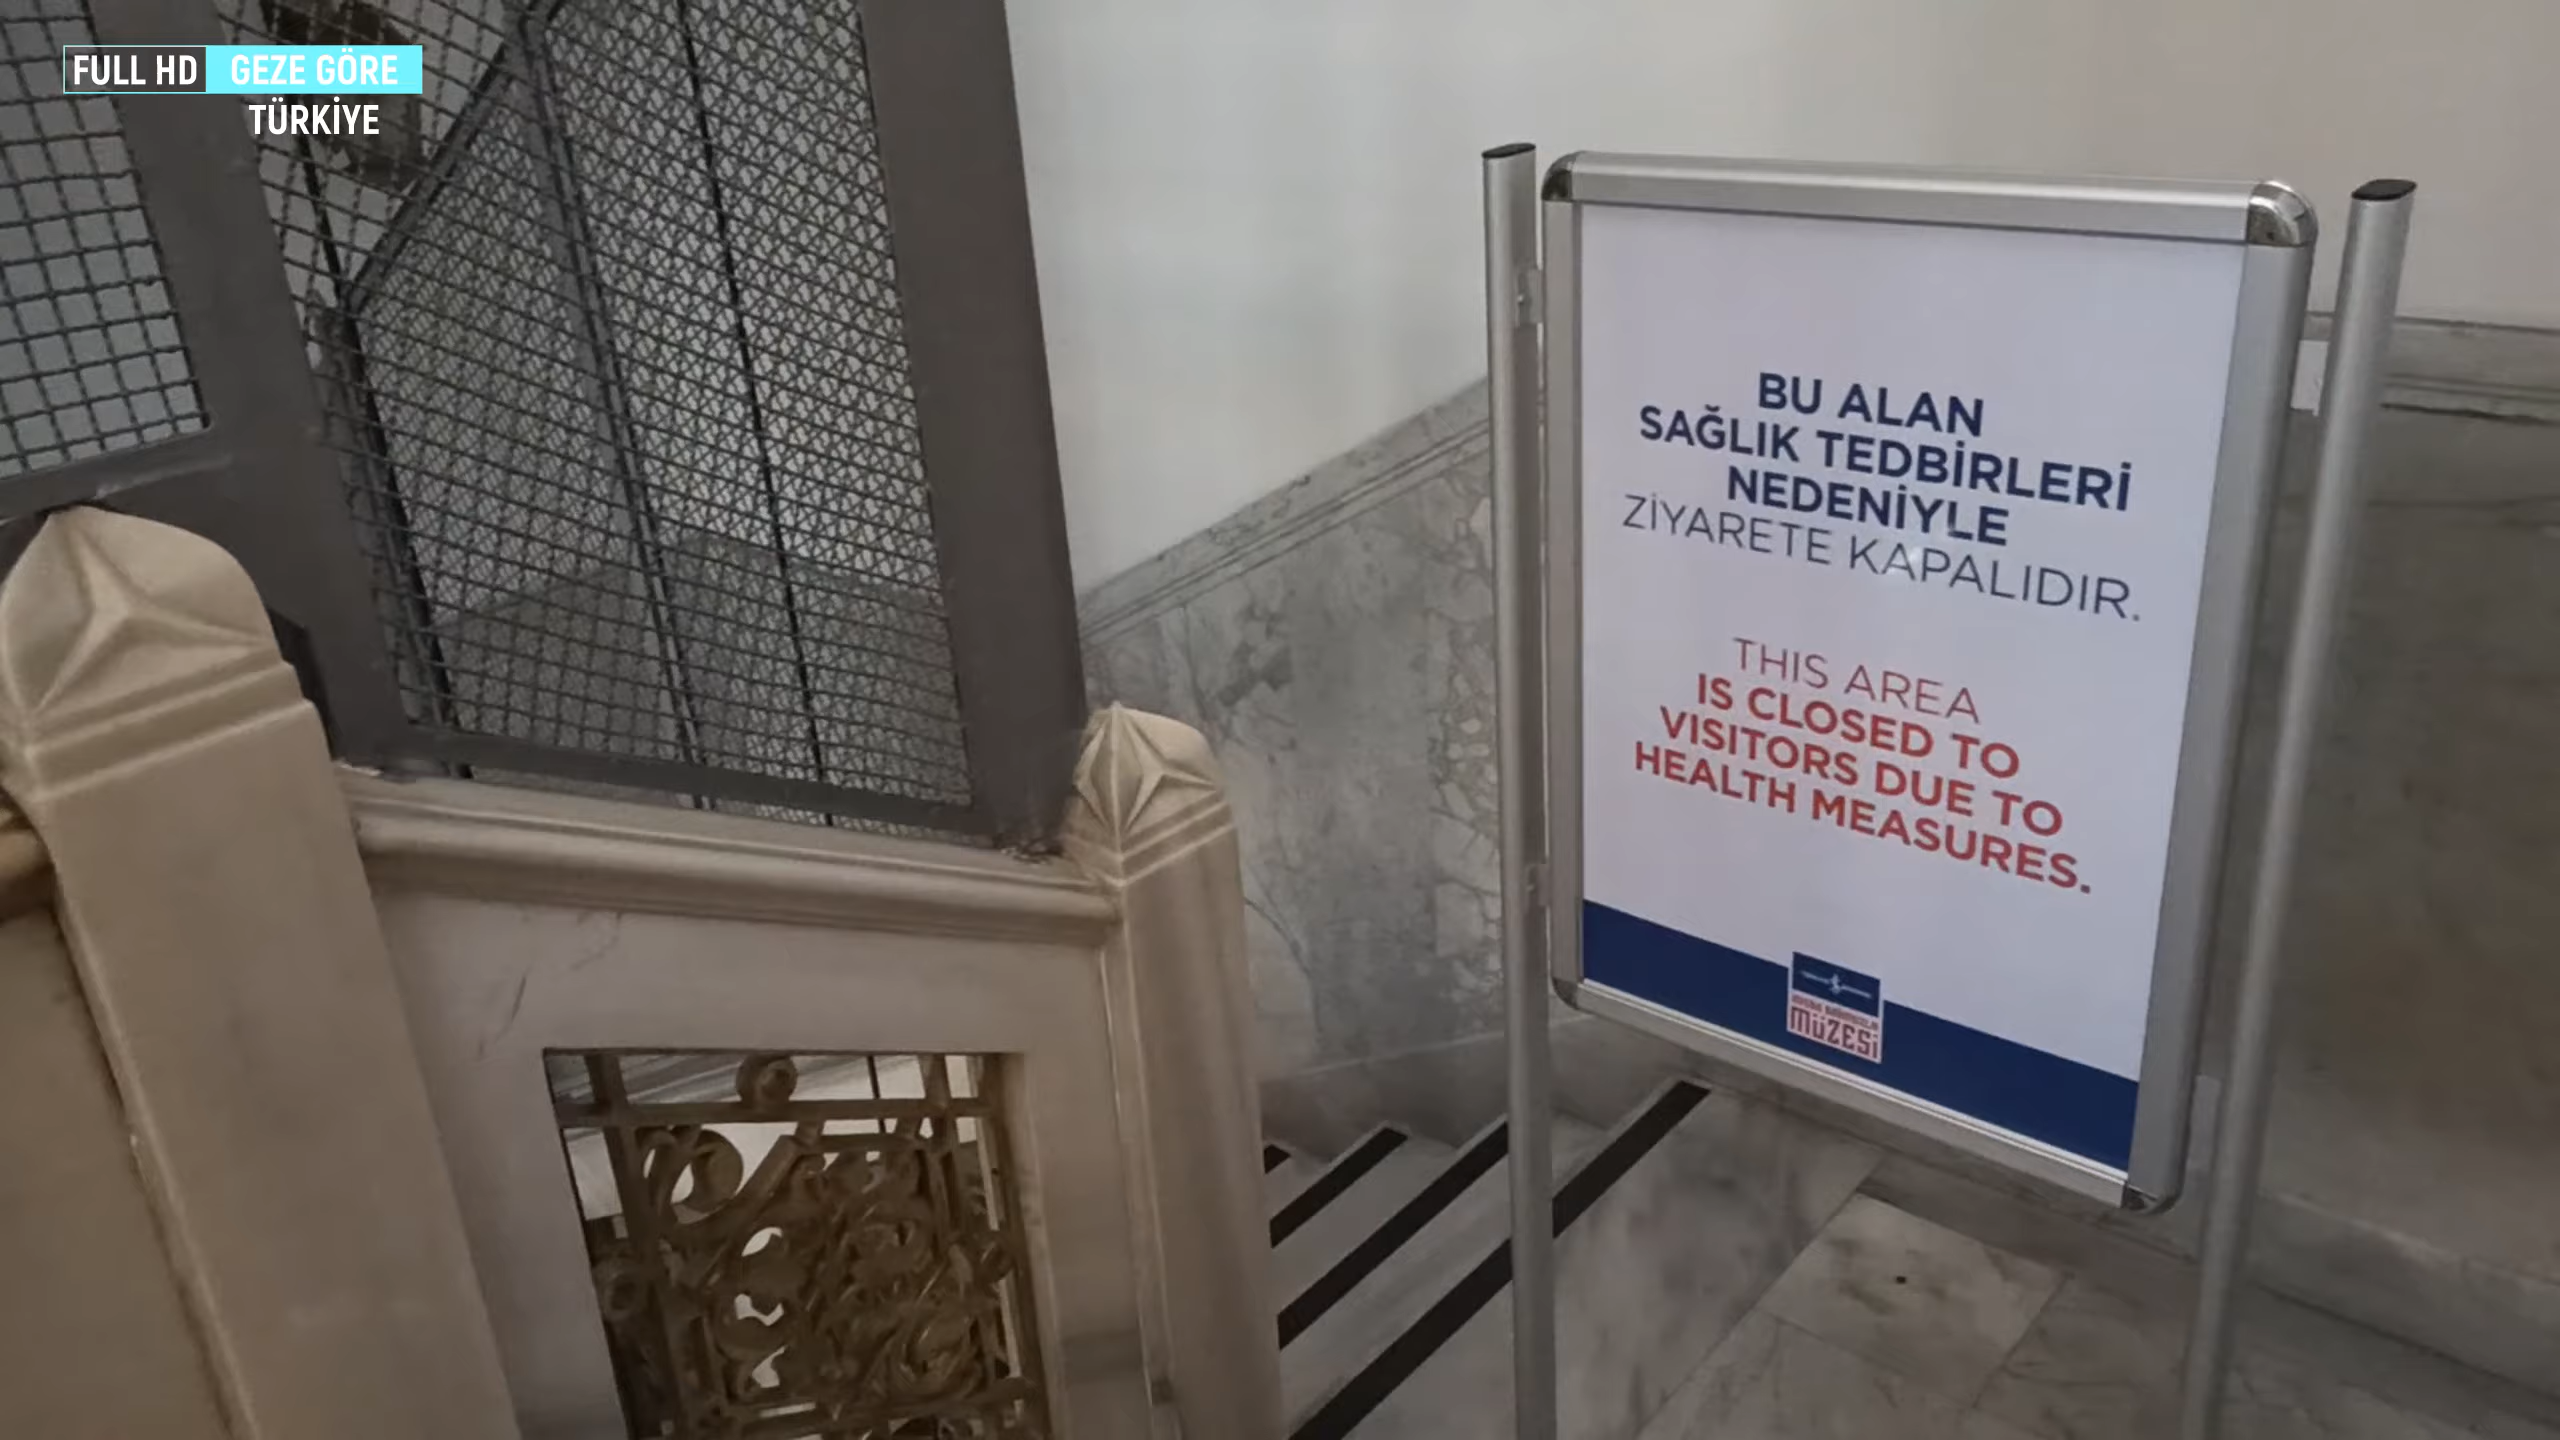 FULL HD GEZE GÖRE
TÜRKİYE
BU ALAN
SAĞLIK TEDBİRLERİ
NEDENİYLE
ZİYARETE KAPALIDIR.
THIS AREA
IS CLOSED TO
VISITORS DUE TO
HEALTH MEASURES.
MÜZESİ